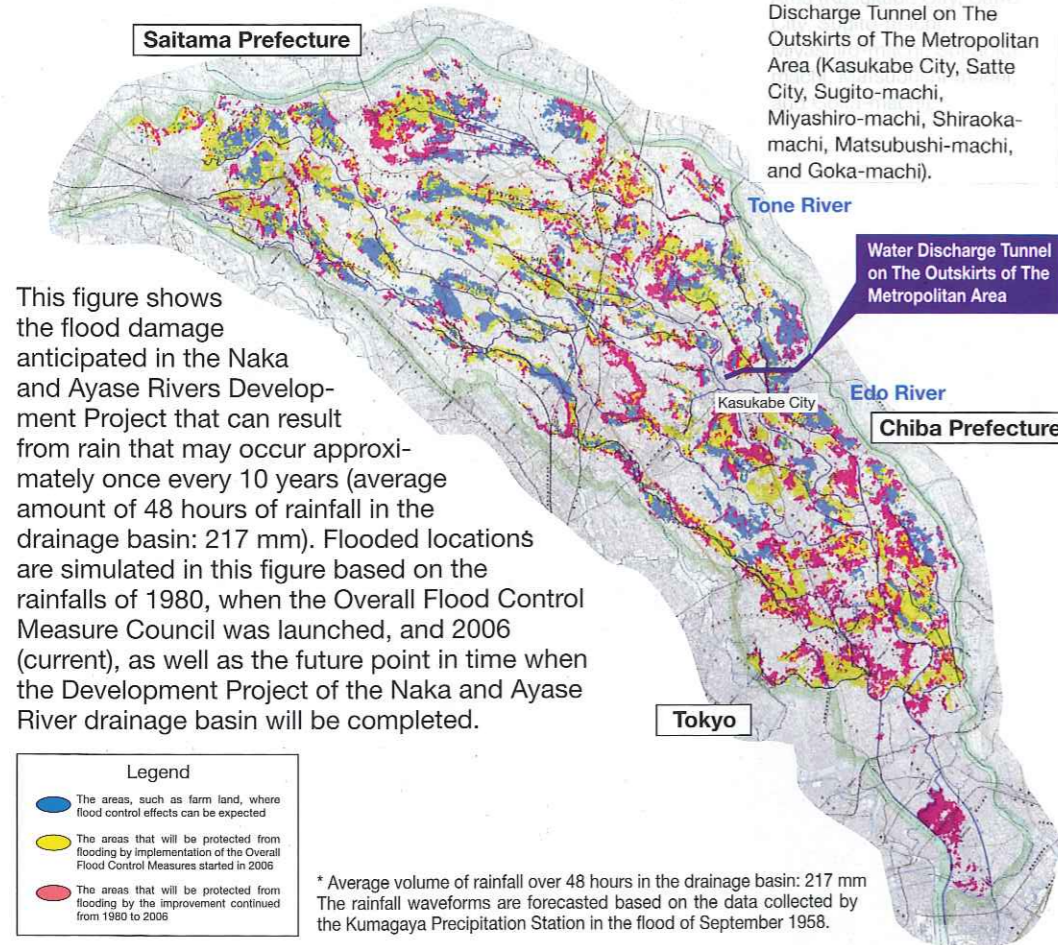 Discharge Tunnel on The
Outskirts of The Metropolitan
Area (Kasukabe City, Satte
City, Sugito-machi,
Miyashiro-machi, Shiraoka-
machi, Matsubushi-machi,
and Goka-machi).
Saitama Prefecture
Tone River
Water Discharge Tunnel
on The Outskirts of The
Metropolitan Area
Kasukabe City
Edo River
Chiba Prefecture
This figure shows
the flood damage
anticipated in the Naka
and Ayase Rivers Develop-
ment Project that can result
from rain that may occur approxi-
mately once every 10 years (average
amount of 48 hours of rainfall in the
drainage basin: 217 mm). Flooded locations
are simulated in this figure based on the
rainfalls of 1980, when the Overall Flood Control
Measure Council was launched, and 2006
(current), as well as the future point in time when
the Development Project of the Naka and Ayase
River drainage basin will be completed.
Tokyo
Legend
The areas, such as farm land, where
flood control effects can be expected
The areas that will be protected from
flooding by implementation of the Overall
Flood Control Measures started in 2006
The areas that will be protected from
flooding by the improvement continued
from 1980 to 2006
* Average volume of rainfall over 48 hours in the drainage basin: 217 mm
The rainfall waveforms are forecasted based on the data collected by
the Kumagaya Precipitation Station in the flood of September 1958.